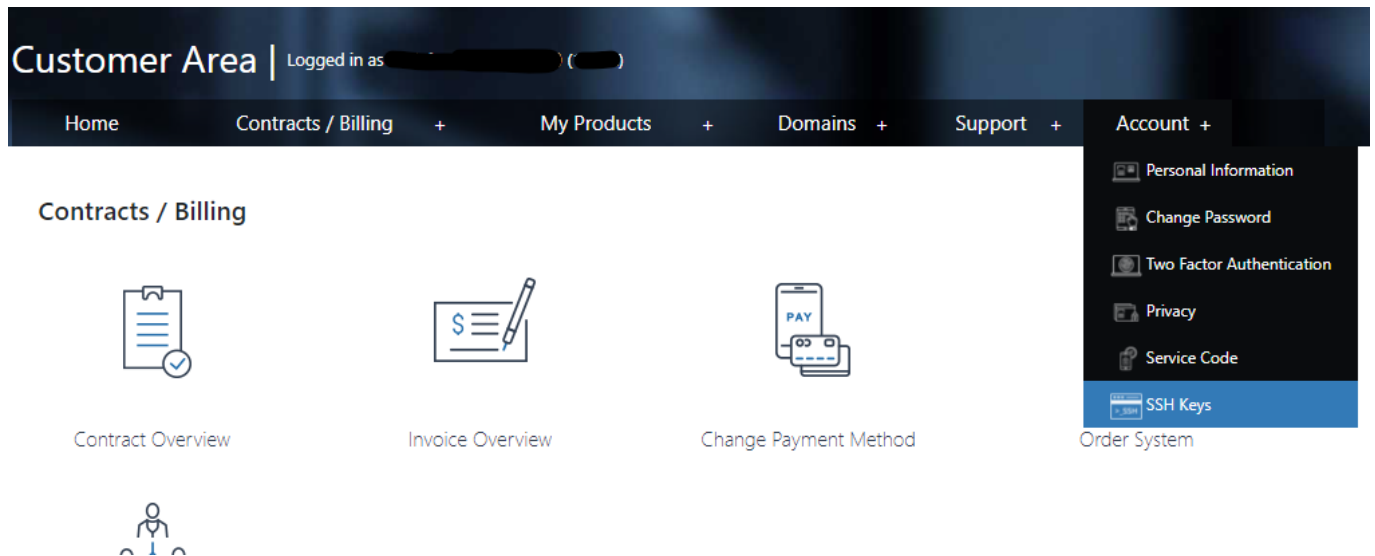 Customer Area | Logged in as ( )
Home Contracts / Billing + My Products + Domains + Support + Account +
Personal Information
Contracts / Billing
Change Password
Two Factor Authentication
$
PAY
Privacy
Service Code
>_SSH SSH Keys
Contract Overview Invoice Overview Change Payment Method Order System